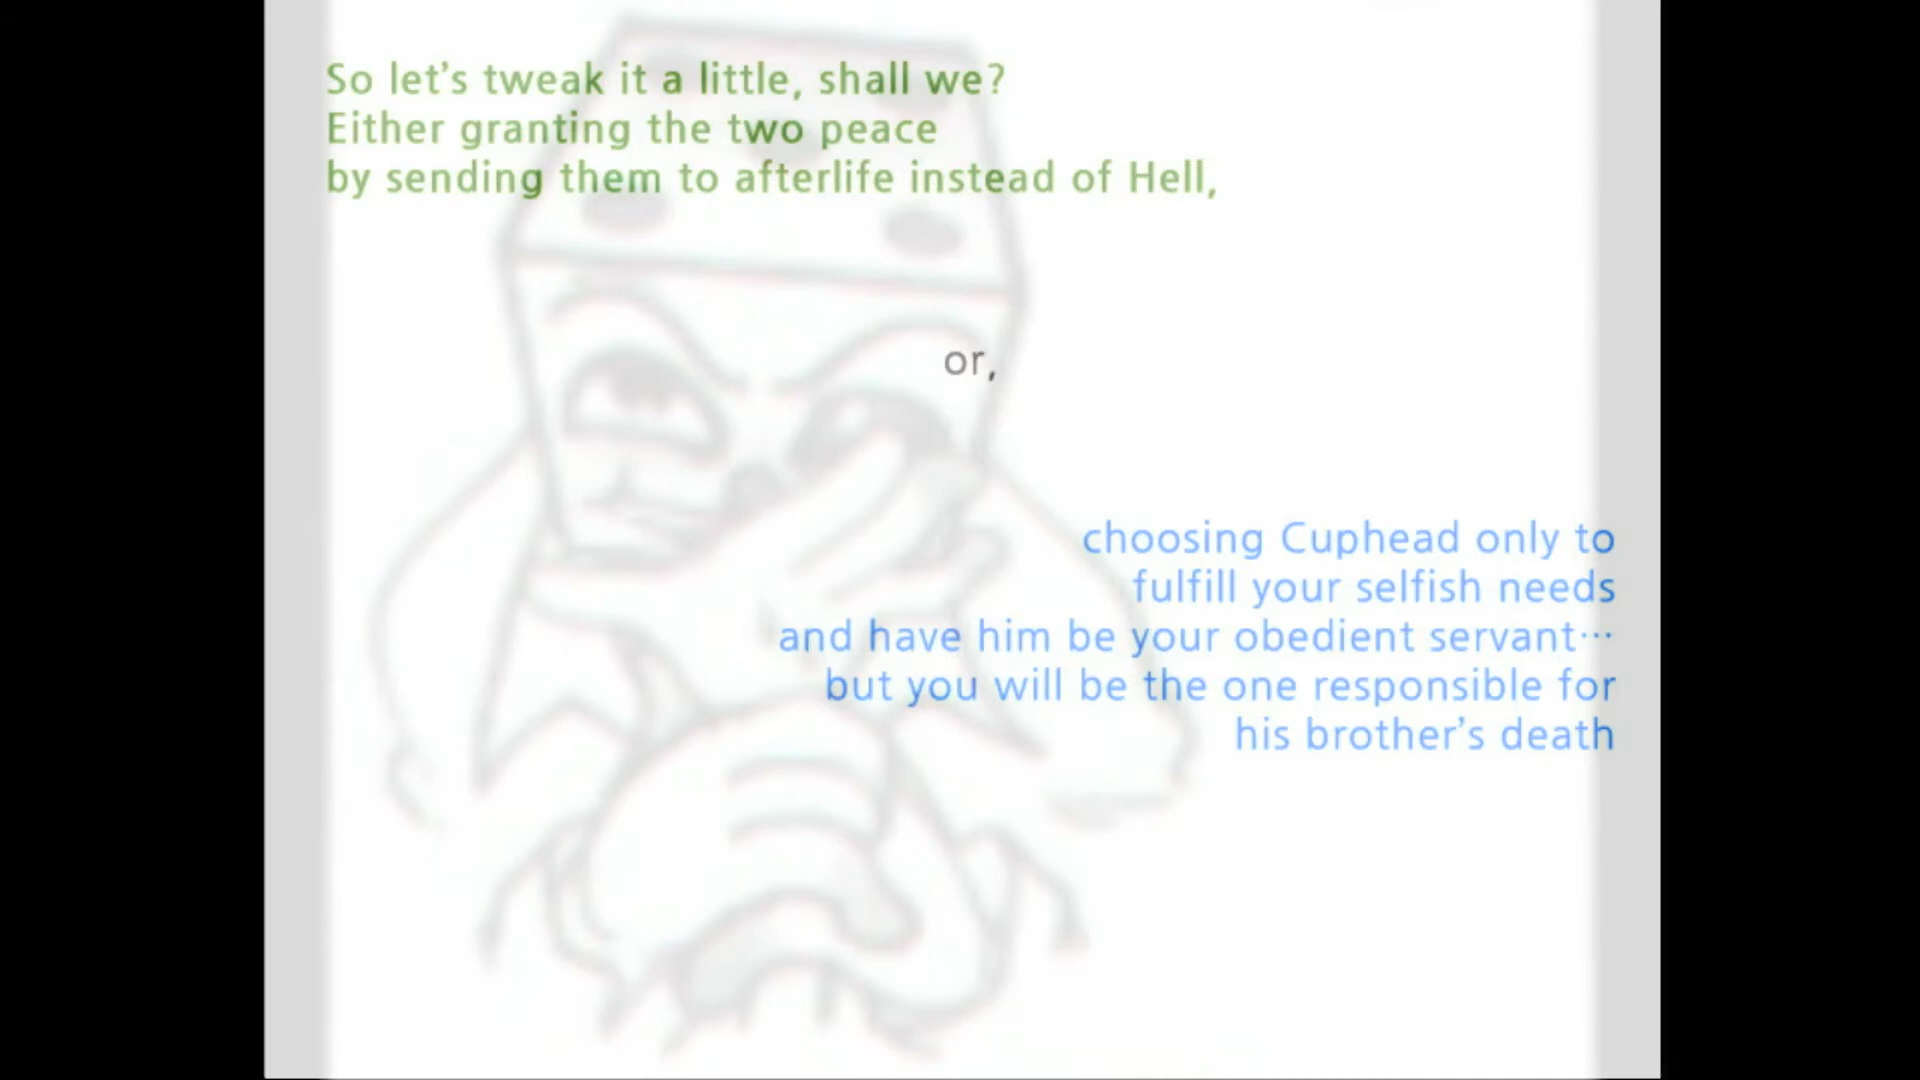 So let's tweak it a little, shall we?
Either granting the two peace
by sending them to afterlife instead of Hell,
or,
choosing Cuphead only to
fulfill your selfish needs
and have him be your obedient servant···
but you will be the one responsible for
his brother's death